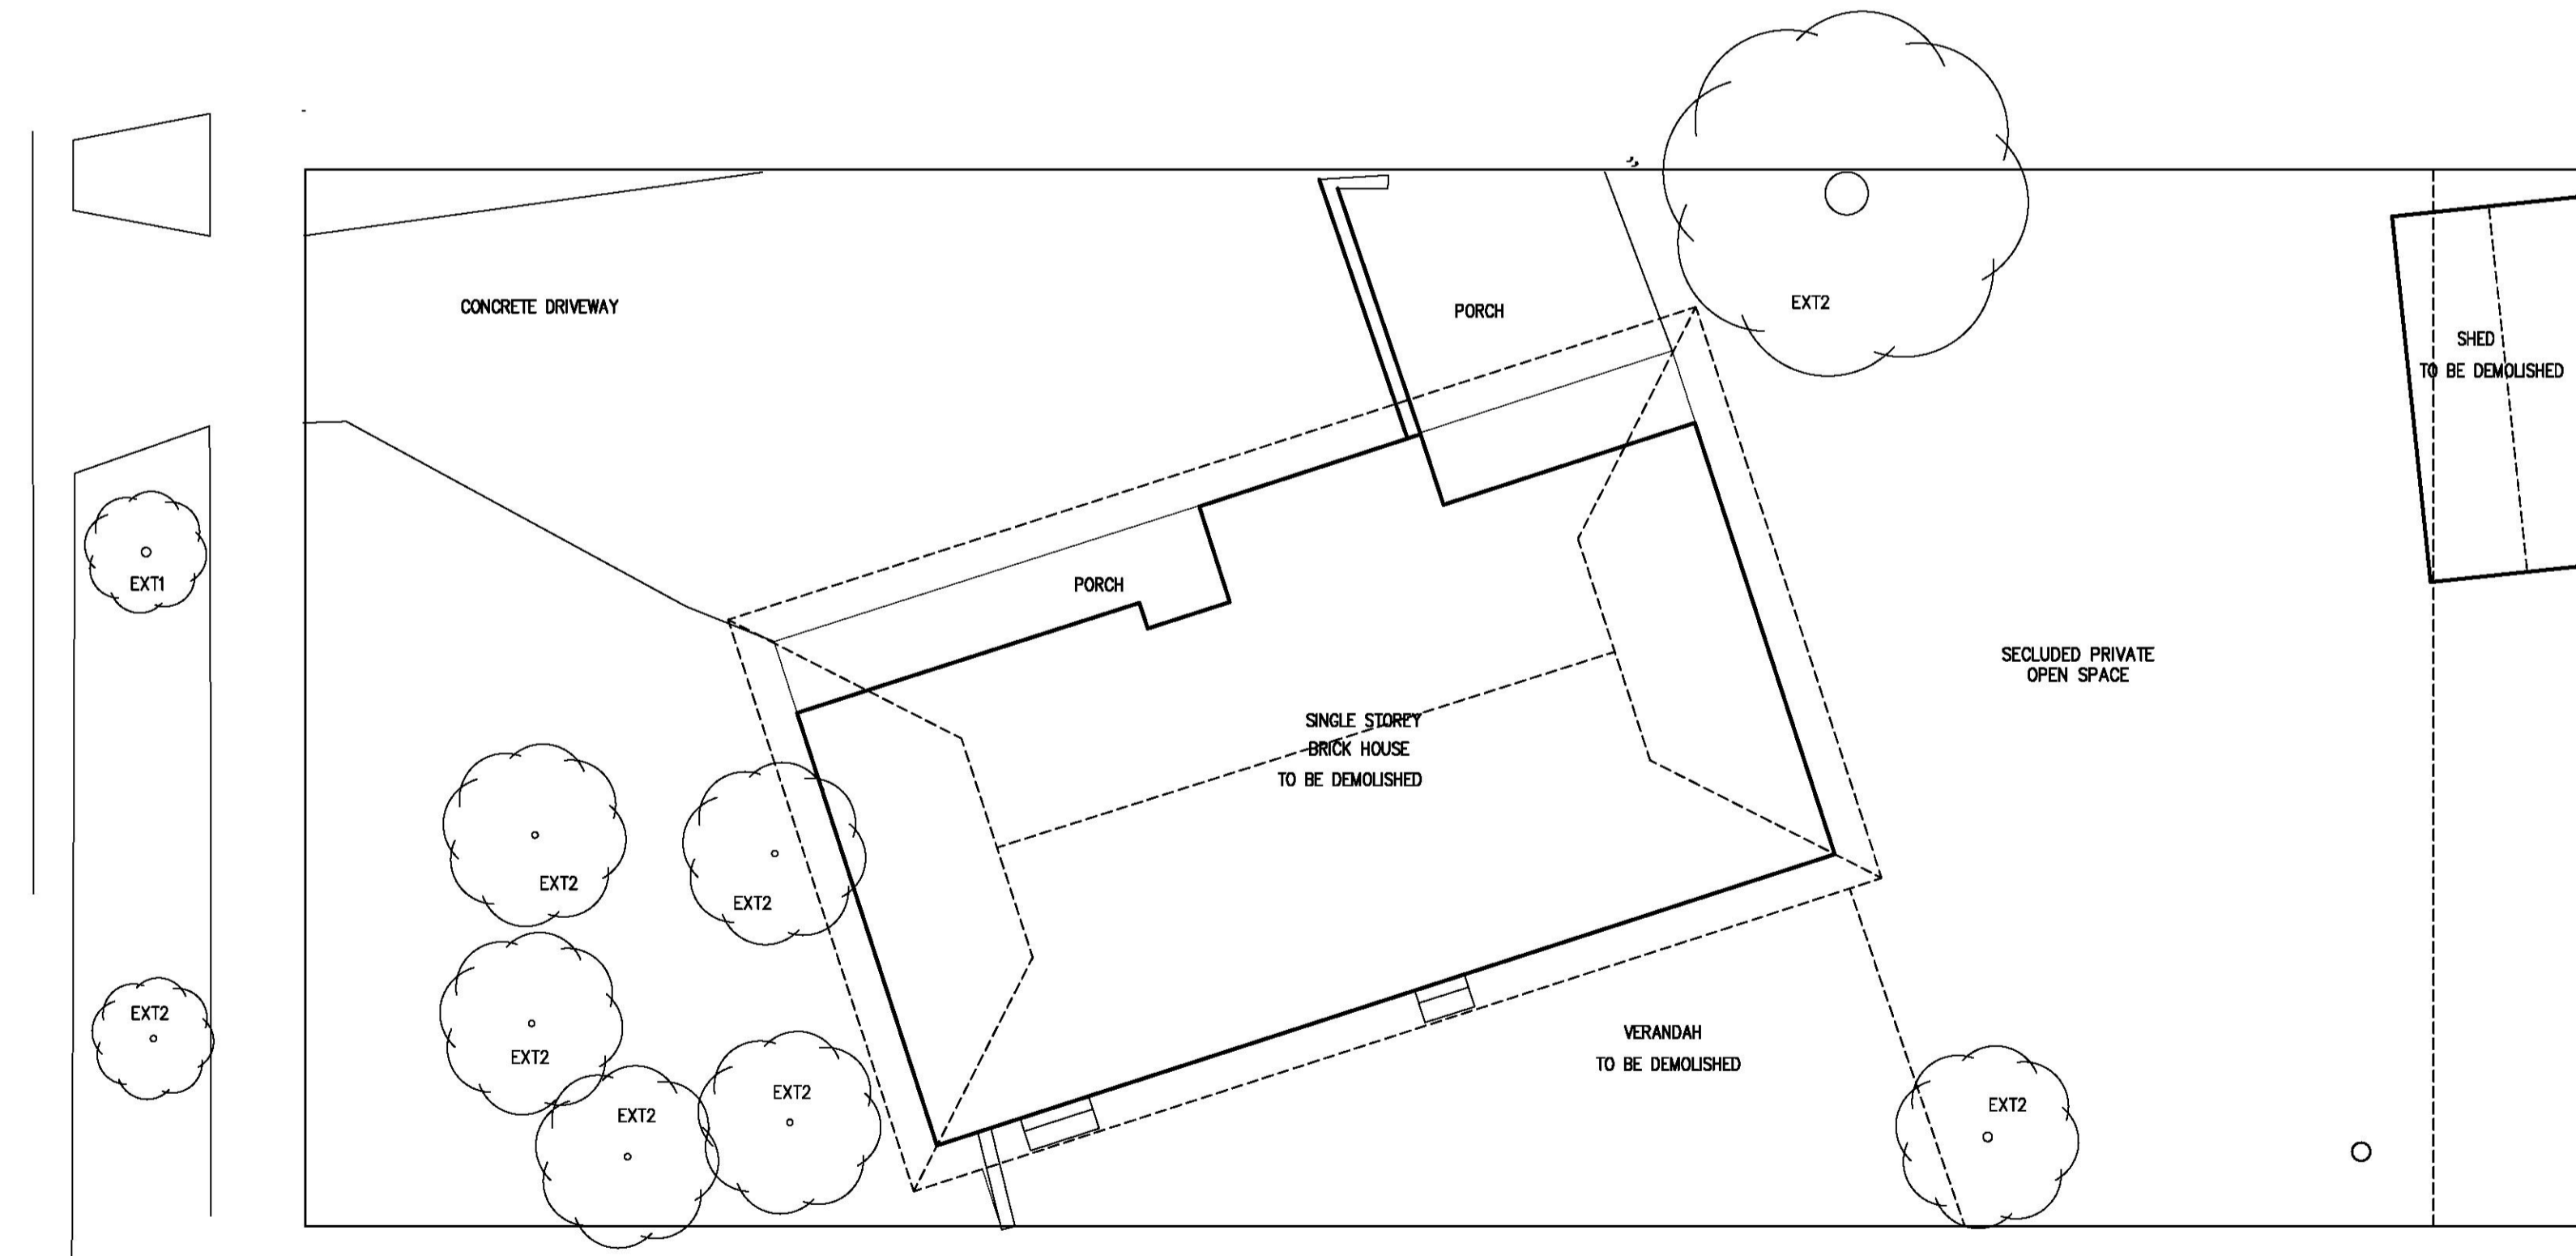 EXT2
CONCRETE DRIVEWAY
PORCH
SHED
TO BE DEMOLISHED
EXT1
PORCH
SECLUDED PRIVATE
OPEN SPACE
SINGLE STOREY
BRICK HOUSE
TO BE DEMOLISHED
EXT2
EXT2
EXT2
EXT2
VERANDAH
TO BE DEMOLISHED
EXT2
EXT2
EXT2